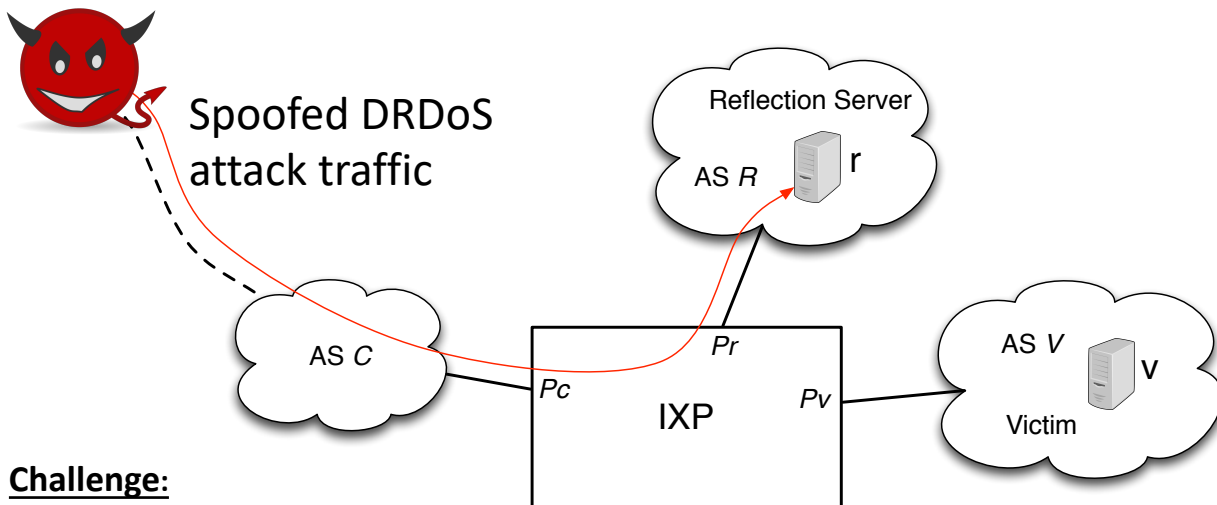 Spoofed DRDoS
attack traffic
Reflection Server
r
AS R
AS C
Pr
Pc
IXP
Pv
AS V
v
Victim
Challenge: